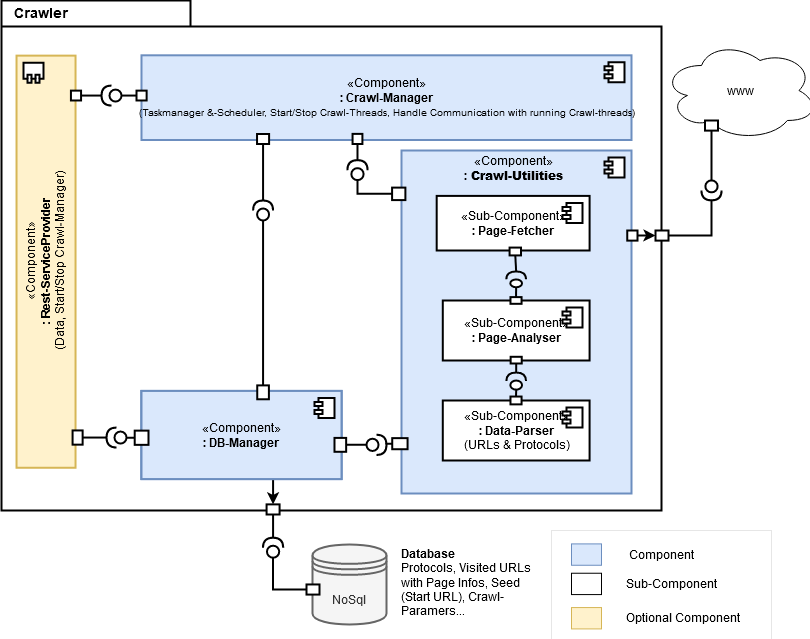 Crawler
«Component»
: Crawl-Manager
(Taskmanager &-Scheduler, Start/Stop Crawl-Threads, Handle Communication with running Crawl-threads)
www
«Component»
: Rest-ServiceProvider
(Data, Start/Stop Crawl-Manager)
«Component»
: Crawl-Utilities
«Sub-Component»
: Page-Fetcher
«Sub-Component»
: Page-Analyser
«Sub-Component»
: Data-Parser
(URLs & Protocols)
«Component»
: DB-Manager
NoSql
Database
Protocols, Visited URLs
with Page Infos, Seed
(Start URL), Crawl-
Paramers...
Component
Sub-Component
Optional Component